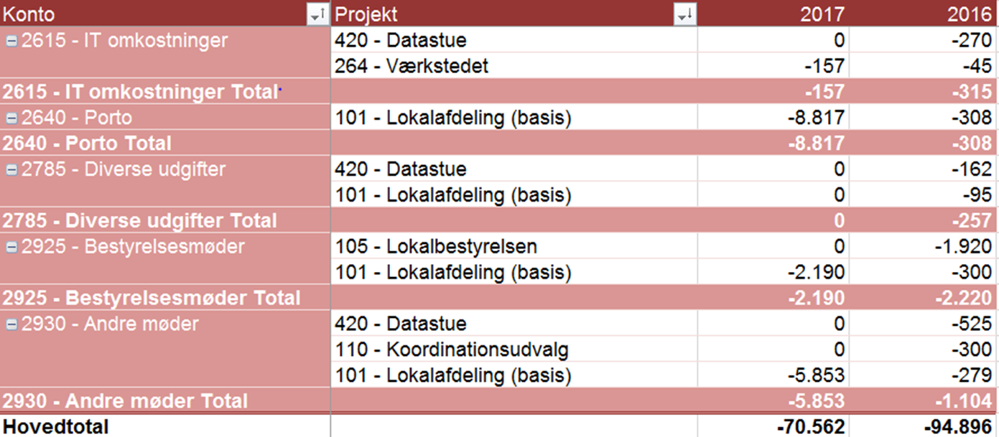 Konto Projekt 2017 2016
2615 - IT omkostninger 420 - Datastue 0 -270
264 - Værkstedet -157 -45
2615 - IT omkostninger Total -157 -315
2640 - Porto 101 - Lokalafdeling (basis) -8.817 -308
2640 - Porto Total -8.817 -308
2785 - Diverse udgifter 420 - Datastue 0 -162
101 - Lokalafdeling (basis) 0 -95
2785 - Diverse udgifter Total 0 -257
2925 - Bestyrelsesmøder 105 - Lokalbestyrelsen 0 -1.920
101 - Lokalafdeling (basis) -2.190 -300
2925 - Bestyrelsesmøder Total -2.190 -2.220
2930 - Andre møder 420 - Datastue 0 -525
110 - Koordinationsudvalg 0 -300
101 - Lokalafdeling (basis) -5.853 -279
2930 - Andre møder Total -5.853 -1.104
Hovedtotal -70.562 -94.896